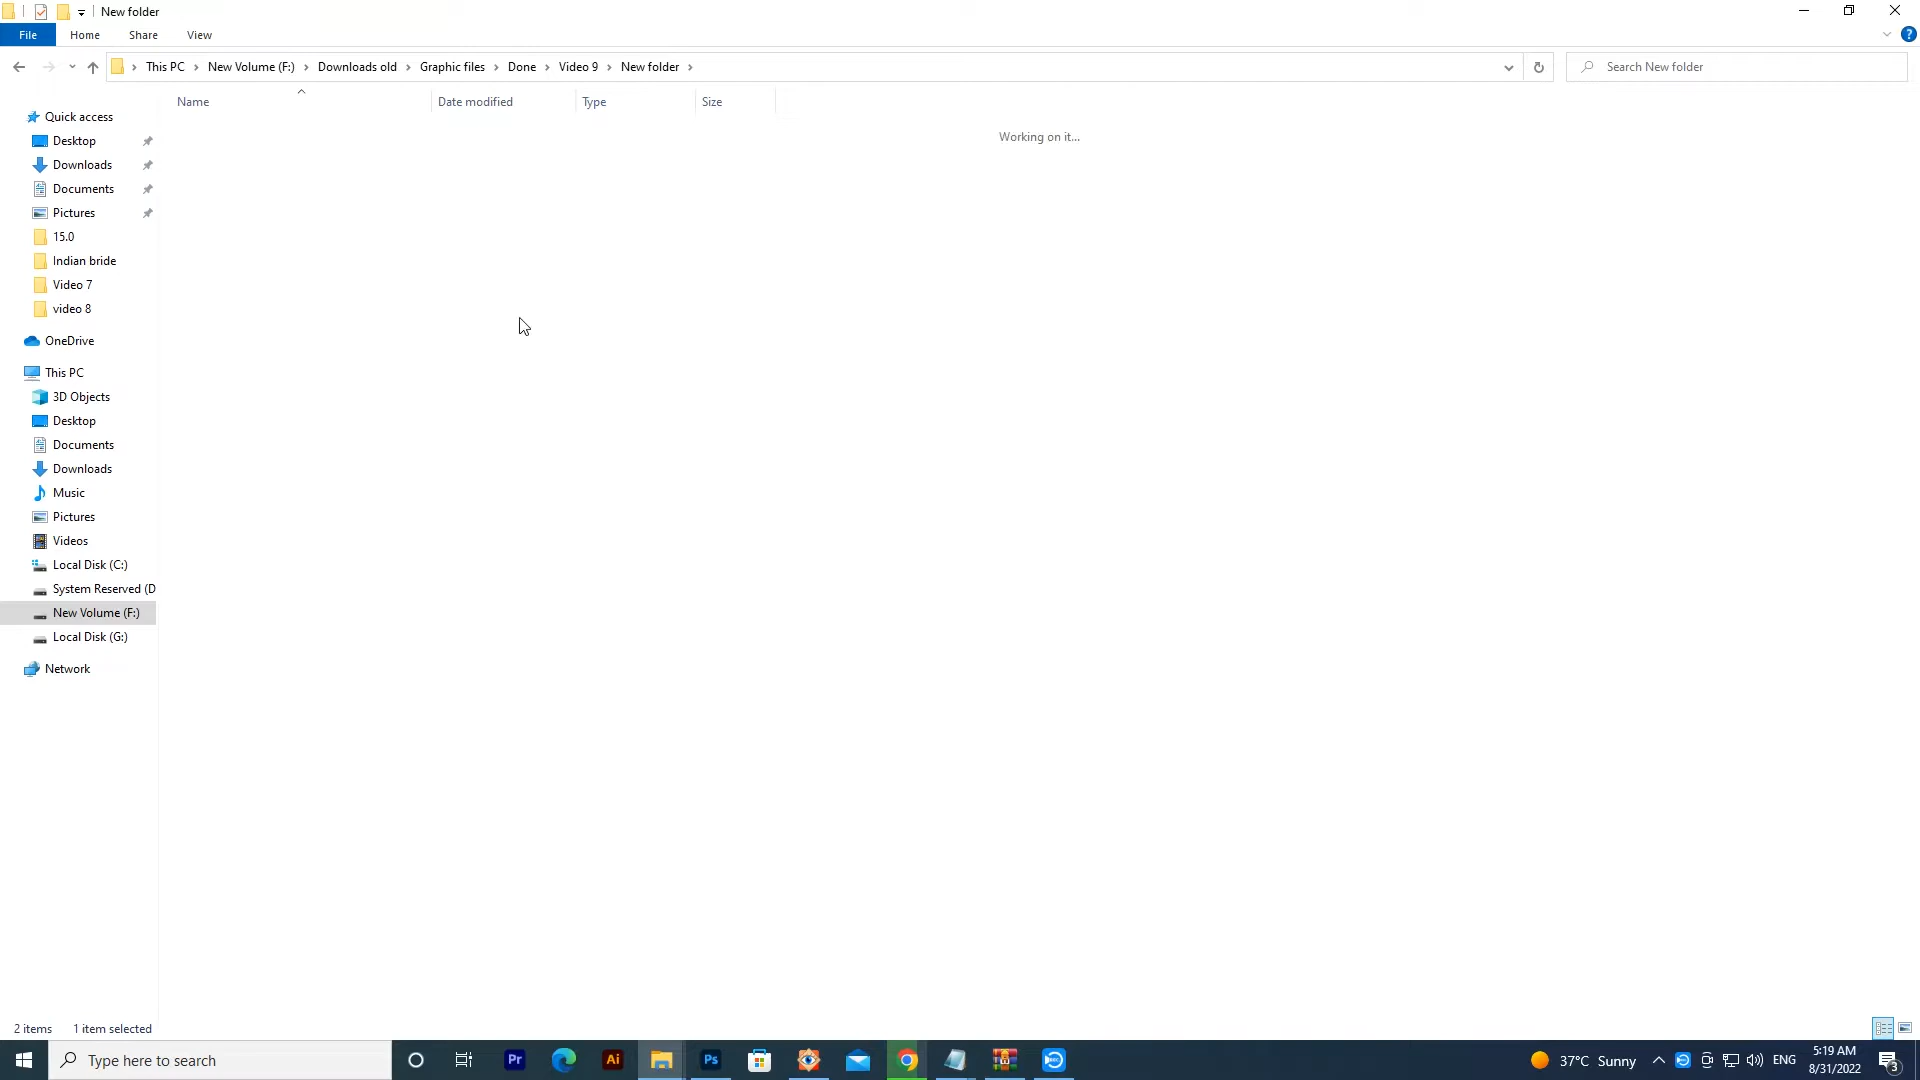 New folder
File Home Share View
This PC New Volume (F:) Downloads old Graphic files Done Video 9 New folder
Search New folder
Name Date modified Type Size
Working on it...
Quick access
Desktop
Downloads
Documents
Pictures
15.0
Indian bride
Video 7
video 8
OneDrive
This PC
3D Objects
Desktop
Documents
Downloads
Music
Pictures
Videos
Local Disk (C:)
System Reserved (D
New Volume (F:)
Local Disk (G:)
Network
2 items 1 item selected
Type here to search
Pr
Ai
Ps
37°C Sunny
ENG
5:19 AM
8/31/2022
3